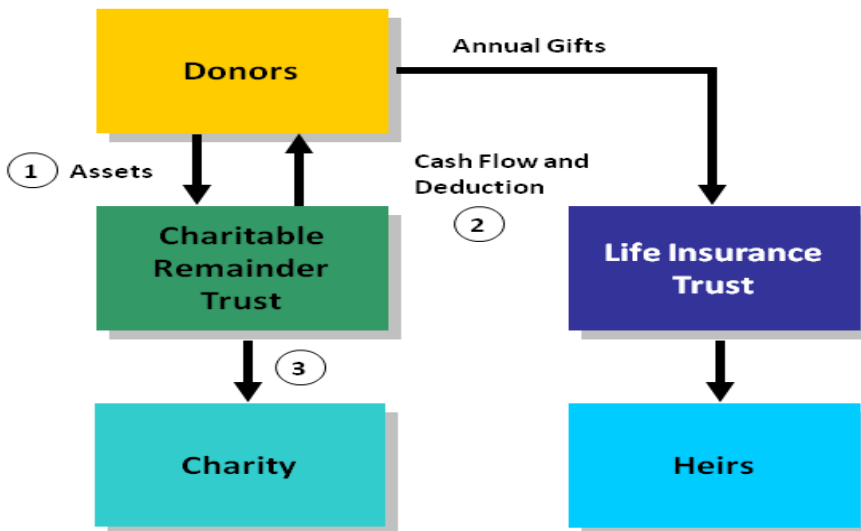 Donors
Annual Gifts
1
Assets
Cash Flow and
Deduction
2
Charitable
Remainder
Trust
Life Insurance
Trust
3
Charity
Heirs